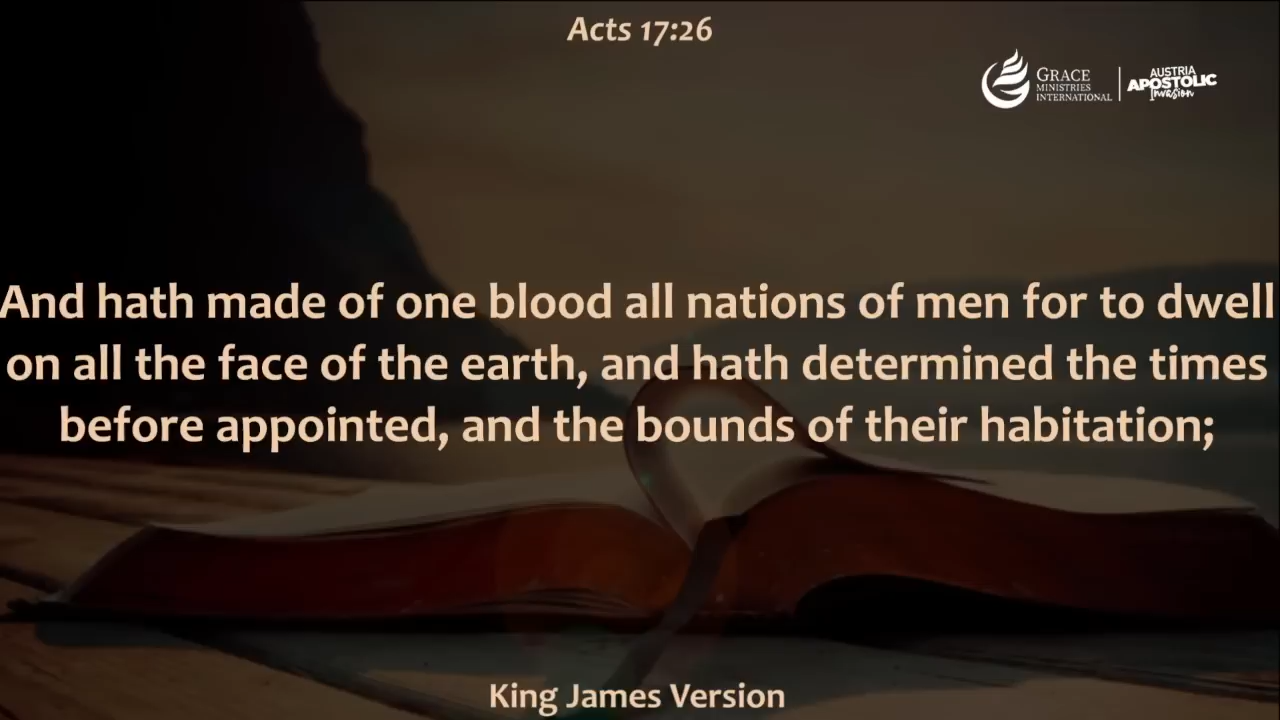 Acts 17:26
GRACE
MINISTRIES
INTERNATIONAL
AUSTRIA
APOSTOLIC
Invasion
And hath made of one blood all nations of men for to dwell
on all the face of the earth, and hath determined the times
before appointed, and the bounds of their habitation;
King James Version